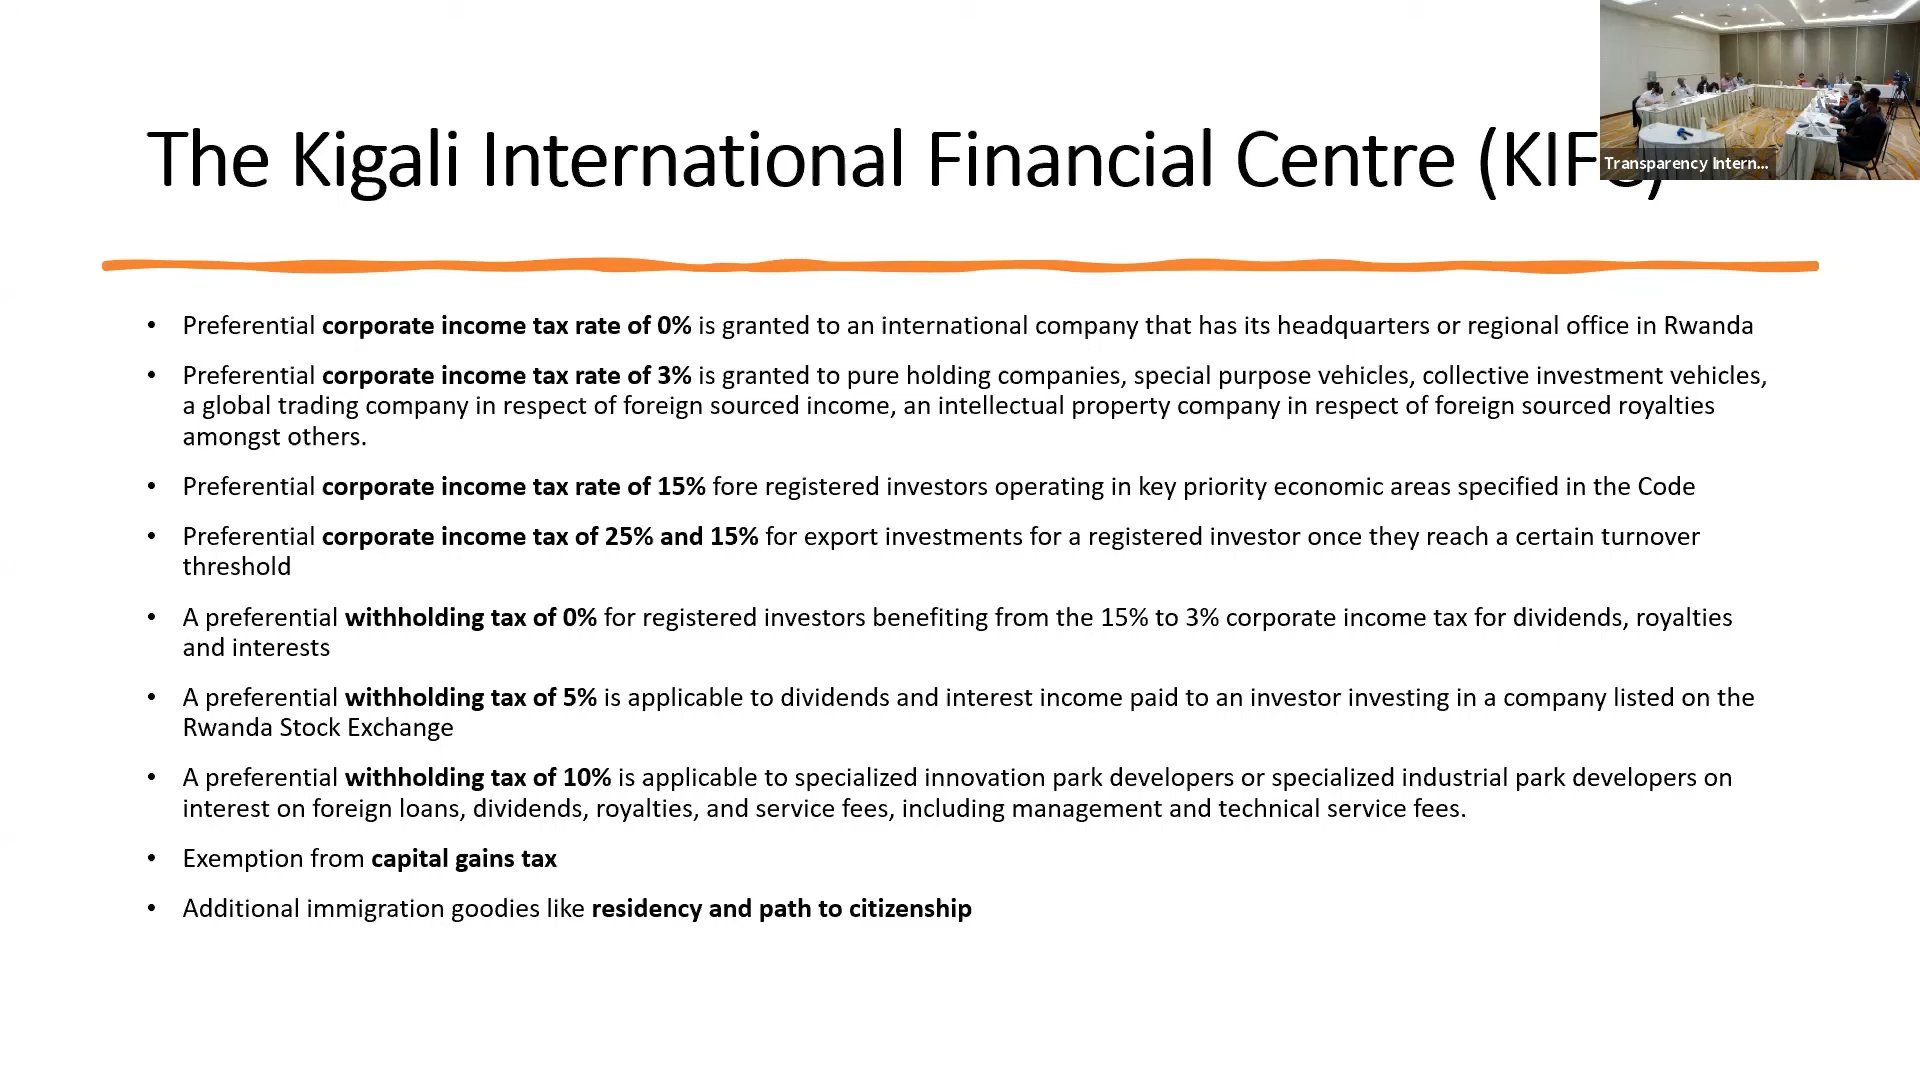 The Kigali International Financial Centre (KIFC)
Transparency Intern...
• Preferential corporate income tax rate of 0% is granted to an international company that has its headquarters or regional office in Rwanda
• Preferential corporate income tax rate of 3% is granted to pure holding companies, special purpose vehicles, collective investment vehicles,
a global trading company in respect of foreign sourced income, an intellectual property company in respect of foreign sourced royalties
amongst others.
• Preferential corporate income tax rate of 15% fore registered investors operating in key priority economic areas specified in the Code
• Preferential corporate income tax of 25% and 15% for export investments for a registered investor once they reach a certain turnover
threshold
• A preferential withholding tax of 0% for registered investors benefiting from the 15% to 3% corporate income tax for dividends, royalties
and interests
• A preferential withholding tax of 5% is applicable to dividends and interest income paid to an investor investing in a company listed on the
Rwanda Stock Exchange
• A preferential withholding tax of 10% is applicable to specialized innovation park developers or specialized industrial park developers on
interest on foreign loans, dividends, royalties, and service fees, including management and technical service fees.
• Exemption from capital gains tax
• Additional immigration goodies like residency and path to citizenship